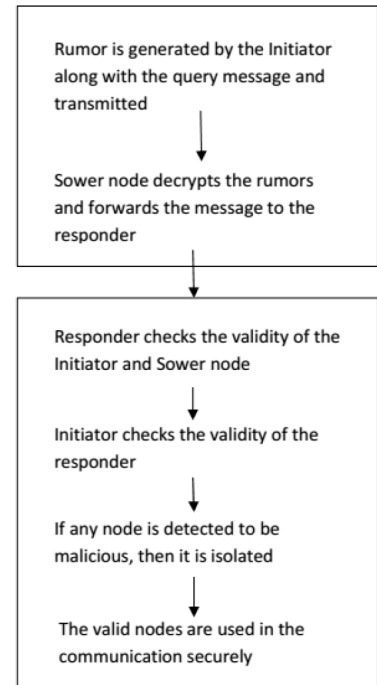 Rumor is generated by the Initiator
along with the query message and
transmitted
Sower node decrypts the rumors
and forwards the message to the
responder
Responder checks the validity of the
Initiator and Sower node
Initiator checks the validity of the
responder
If any node is detected to be
malicious, then it is isolated
The valid nodes are used in the
communication securely